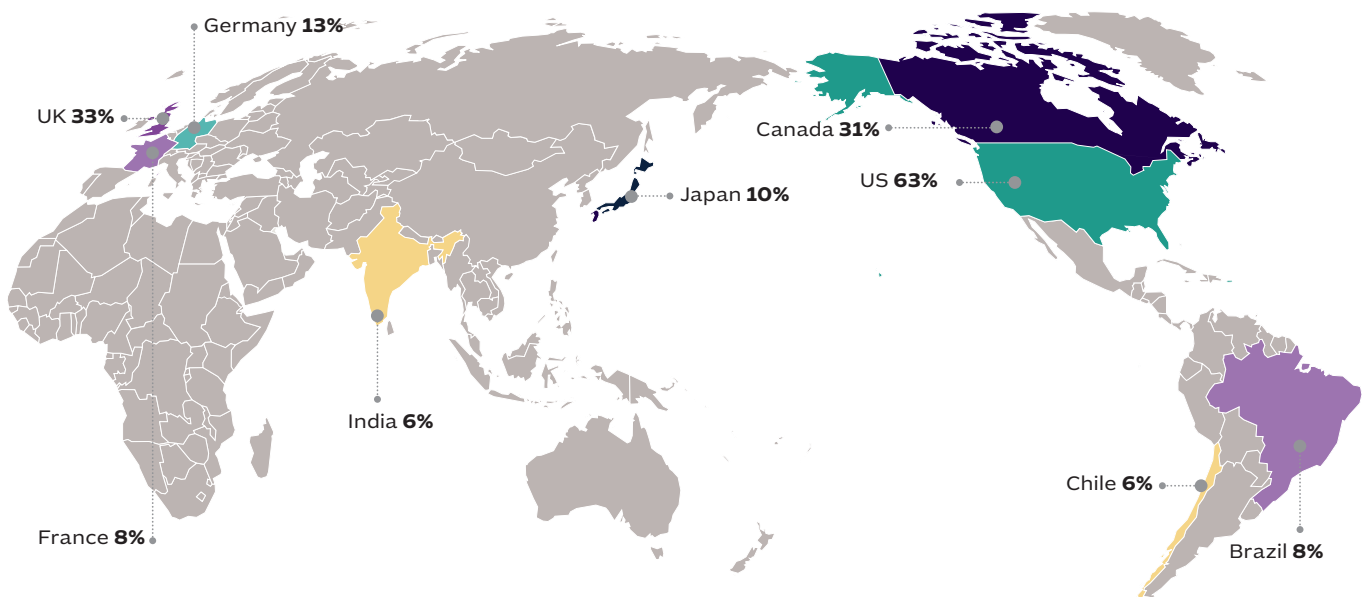 Germany 13%
UK 33%
Canada 31%
US 63%
Japan 10%
India 6%
Chile 6%
France 8%
Brazil 8%